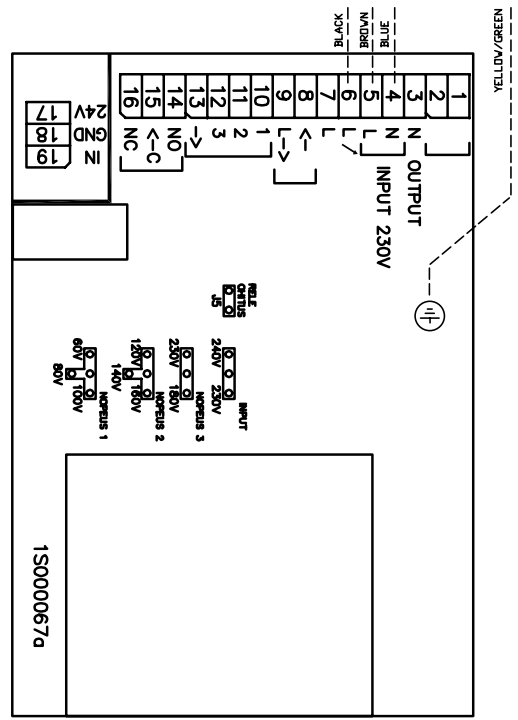 YELLOW/GREEN
BLACK
BROWN
BLUE
1
2
3
4
5
6
7
8
9
10
11
12
13
14
15
16
N
N
L
L
L
<-
L->
1
2
3
->
NO
<-C
NC
OUTPUT
INPUT 230V
17
18
19
24V
GND
IN
RELE
OHITUS
J5
240V
230V
INPUT
230V
180V
NOPEUS 3
120V
140V
160V
NOPEUS 2
60V
80V
100V
NOPEUS 1
1S000067a